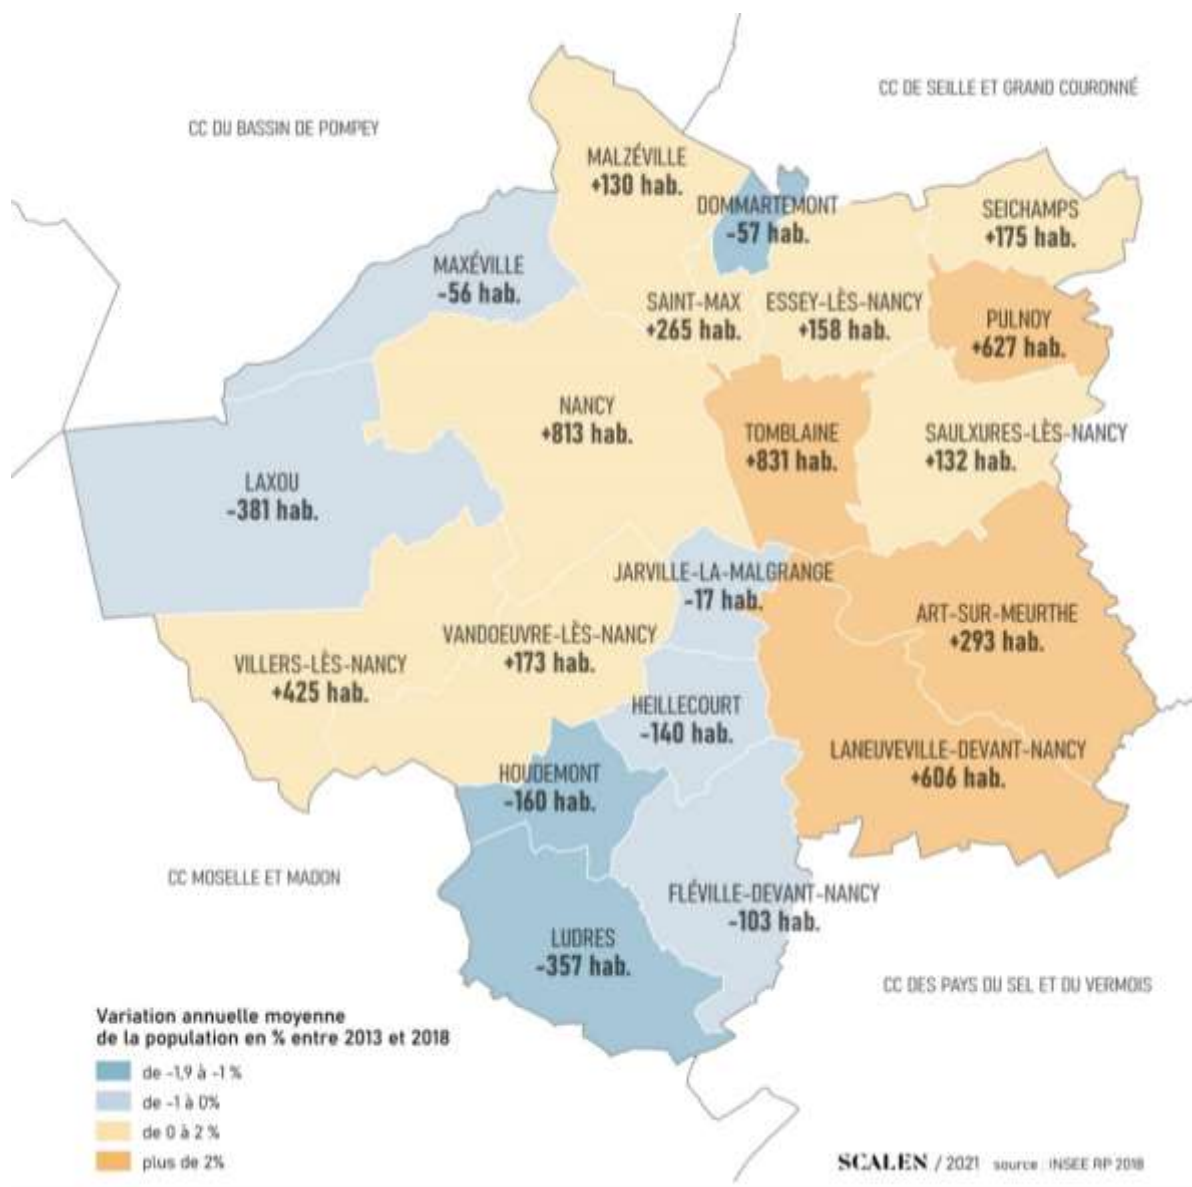 CC DE SEILLE ET GRAND COURONNÉ
CC DU BASSIN DE POMPEY
MALZÉVILLE
+130 hab.
DOMMARTEMONT
-57 hab.
SEICHAMPS
+175 hab.
MAXÉVILLE
-56 hab.
SAINT-MAX
+265 hab.
ESSEY-LÈS-NANCY
+158 hab.
PULNOY
+627 hab.
NANCY
+813 hab.
TOMBLAINE
+831 hab.
SAULXURES-LÈS-NANCY
+132 hab.
LAXOU
-381 hab.
JARVILLE-LA-MALGRANGE
-17 hab.
ART-SUR-MEURTHE
+293 hab.
VANDOEUVRE-LÈS-NANCY
+173 hab.
VILLERS-LÈS-NANCY
+425 hab.
HEILLECOURT
-140 hab.
LANEUVEVILLE-DEVANT-NANCY
+606 hab.
HOUDEMONT
-160 hab.
CC MOSELLE ET MADON
FLÉVILLE-DEVANT-NANCY
-103 hab.
LUDRES
-357 hab.
CC DES PAYS DU SEL ET DU VERMOIS
Variation annuelle moyenne
de la population en % entre 2013 et 2018
de -1,9 à -1 %
de -1 à 0%
de 0 à 2 %
plus de 2%
SCALEN / 2021 source : INSEE RP 2018